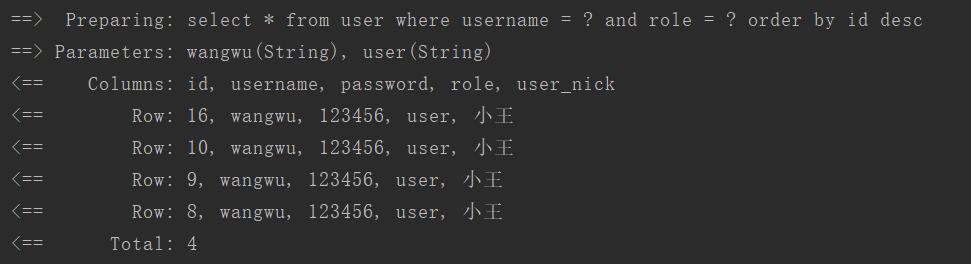 ==>  Preparing: select * from user where username = ? and role = ? order by id desc
==> Parameters: wangwu(String), user(String)
<==    Columns: id, username, password, role, user_nick
<==        Row: 16, wangwu, 123456, user, 小王
<==        Row: 10, wangwu, 123456, user, 小王
<==        Row: 9, wangwu, 123456, user, 小王
<==        Row: 8, wangwu, 123456, user, 小王
<==      Total: 4